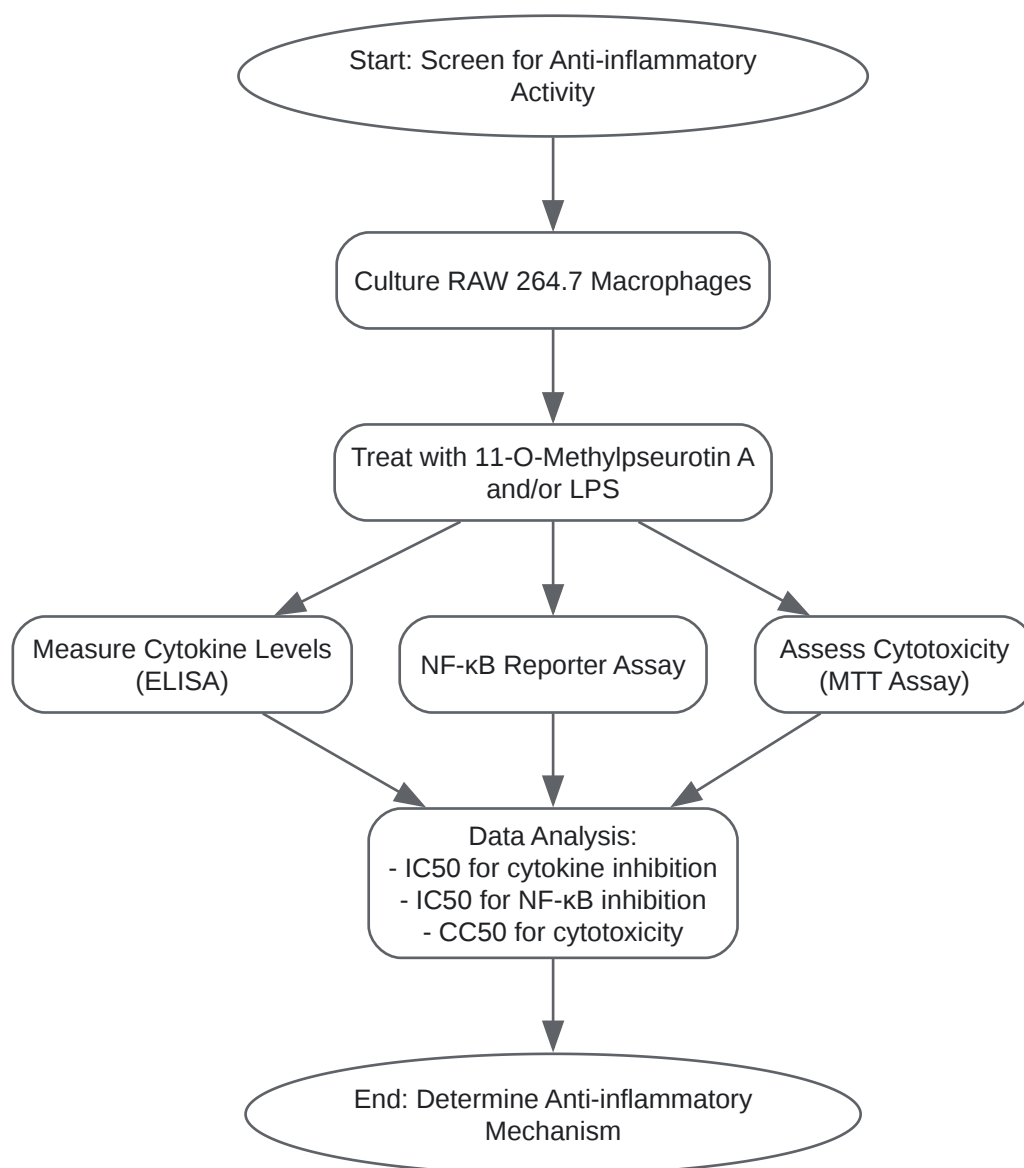 Start: Screen for Anti-inflammatory
Activity
Culture RAW 264.7 Macrophages
Treat with 11-O-Methylpseurotin A
and/or LPS
Measure Cytokine Levels
(ELISA)
NF-κB Reporter Assay
Assess Cytotoxicity
(MTT Assay)
Data Analysis:
- IC50 for cytokine inhibition
- IC50 for NF-κB inhibition
- CC50 for cytotoxicity
End: Determine Anti-inflammatory
Mechanism